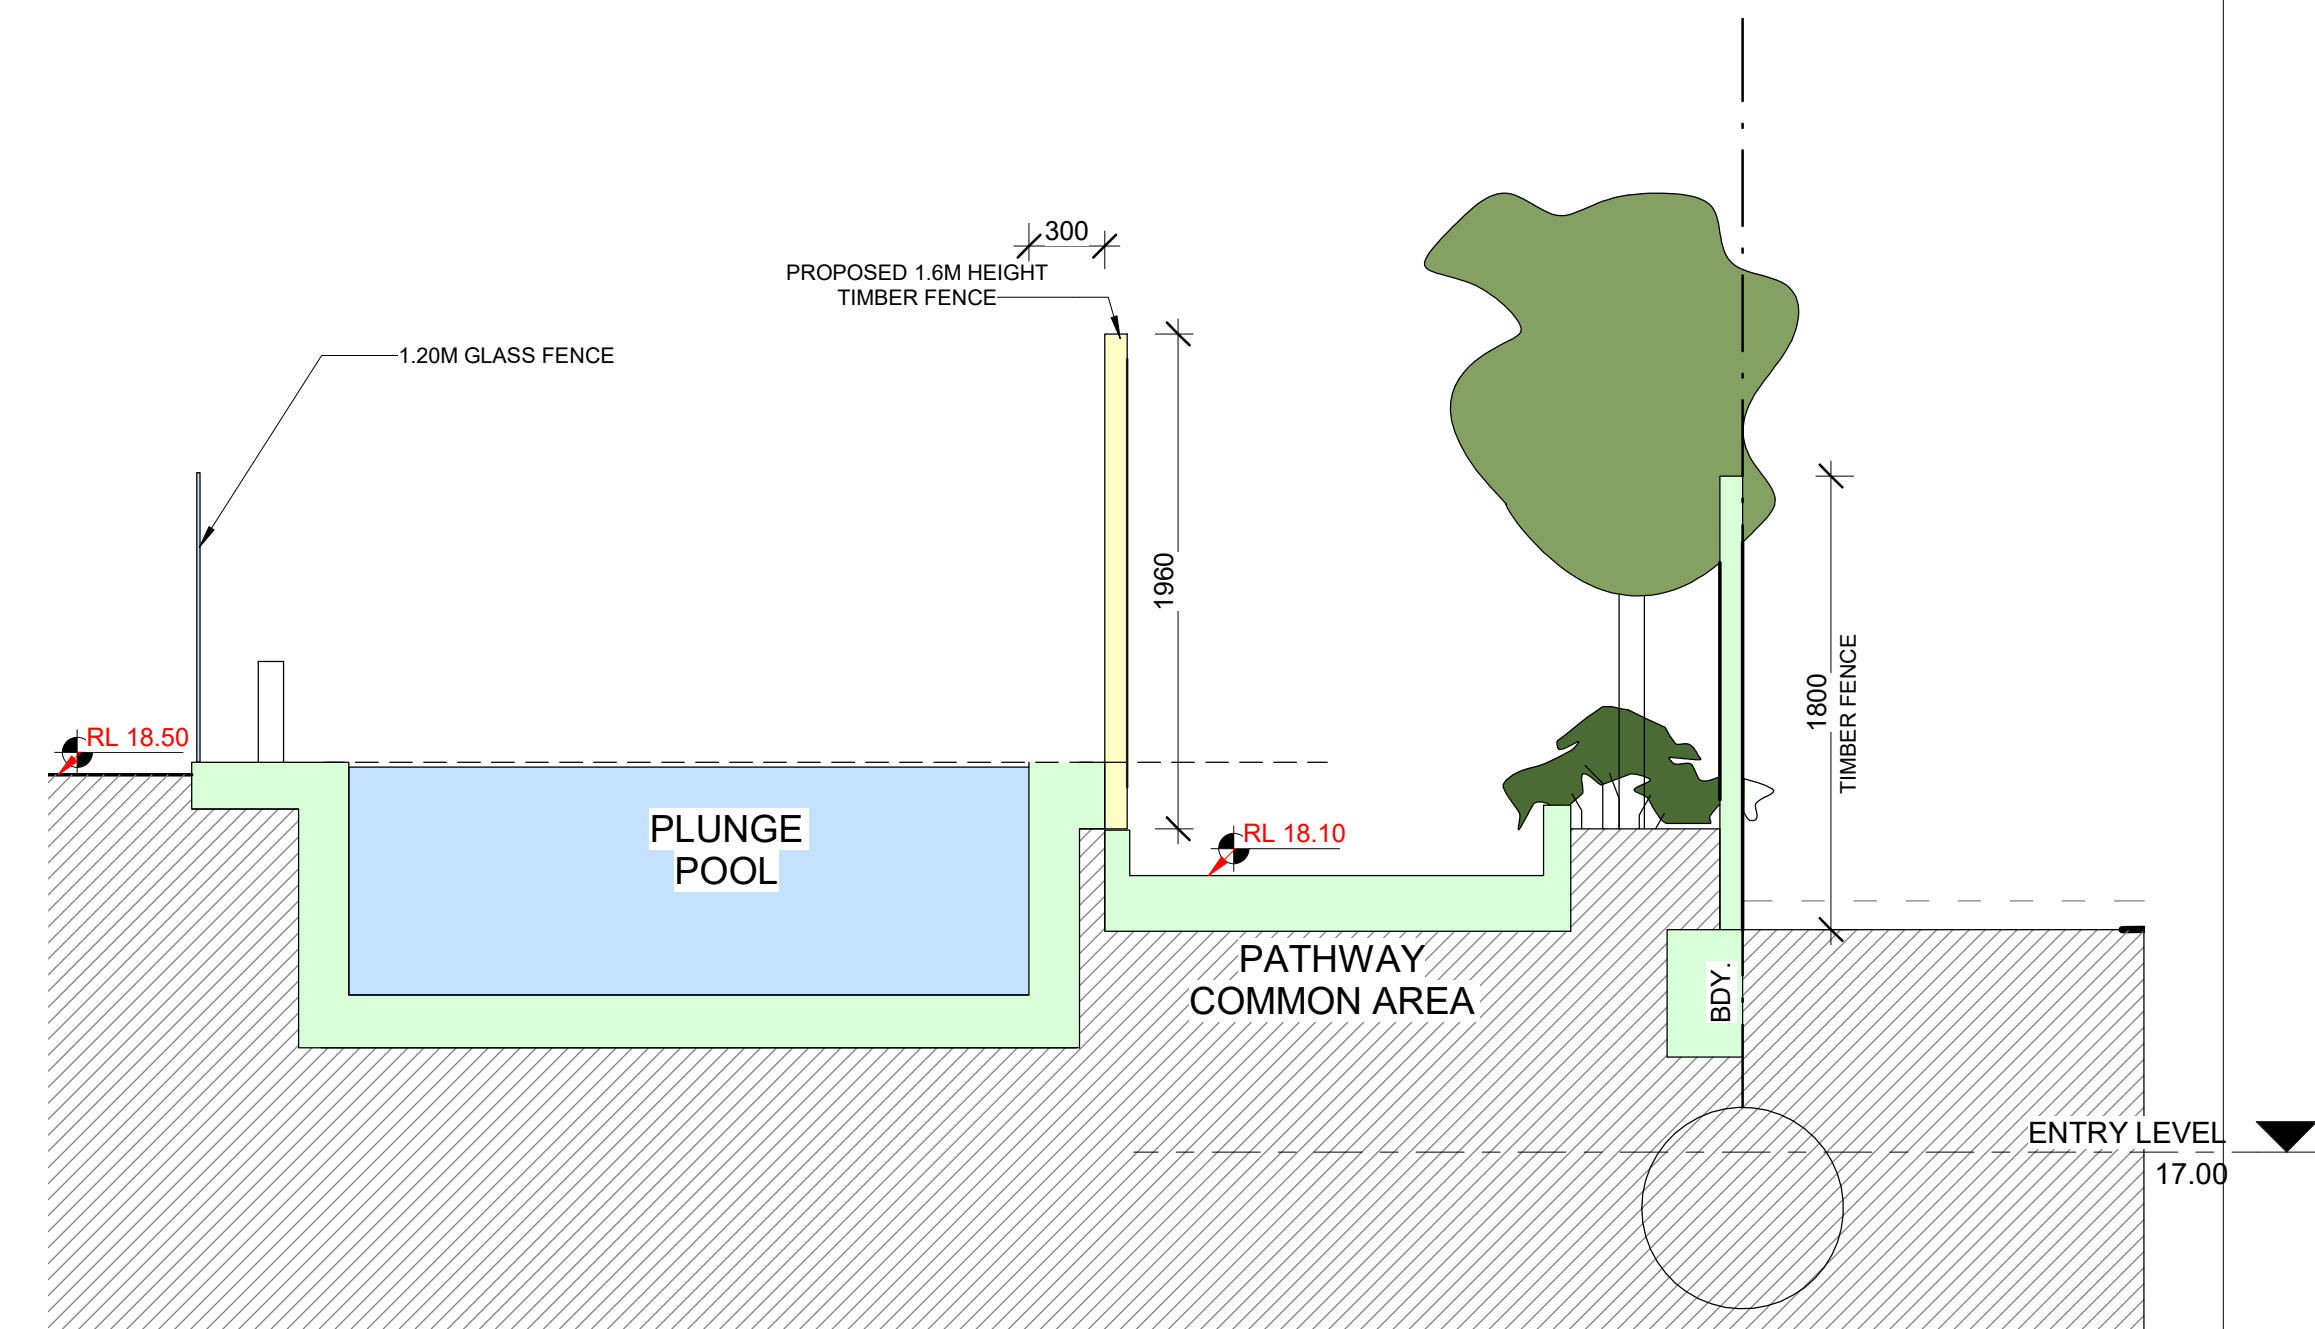 300
PROPOSED 1.6M HEIGHT
TIMBER FENCE
1.20M GLASS FENCE
1960
1800
TIMBER FENCE
RL 18.50
PLUNGE
POOL
RL 18.10
PATHWAY
COMMON AREA
BDY.
ENTRY LEVEL
17.00